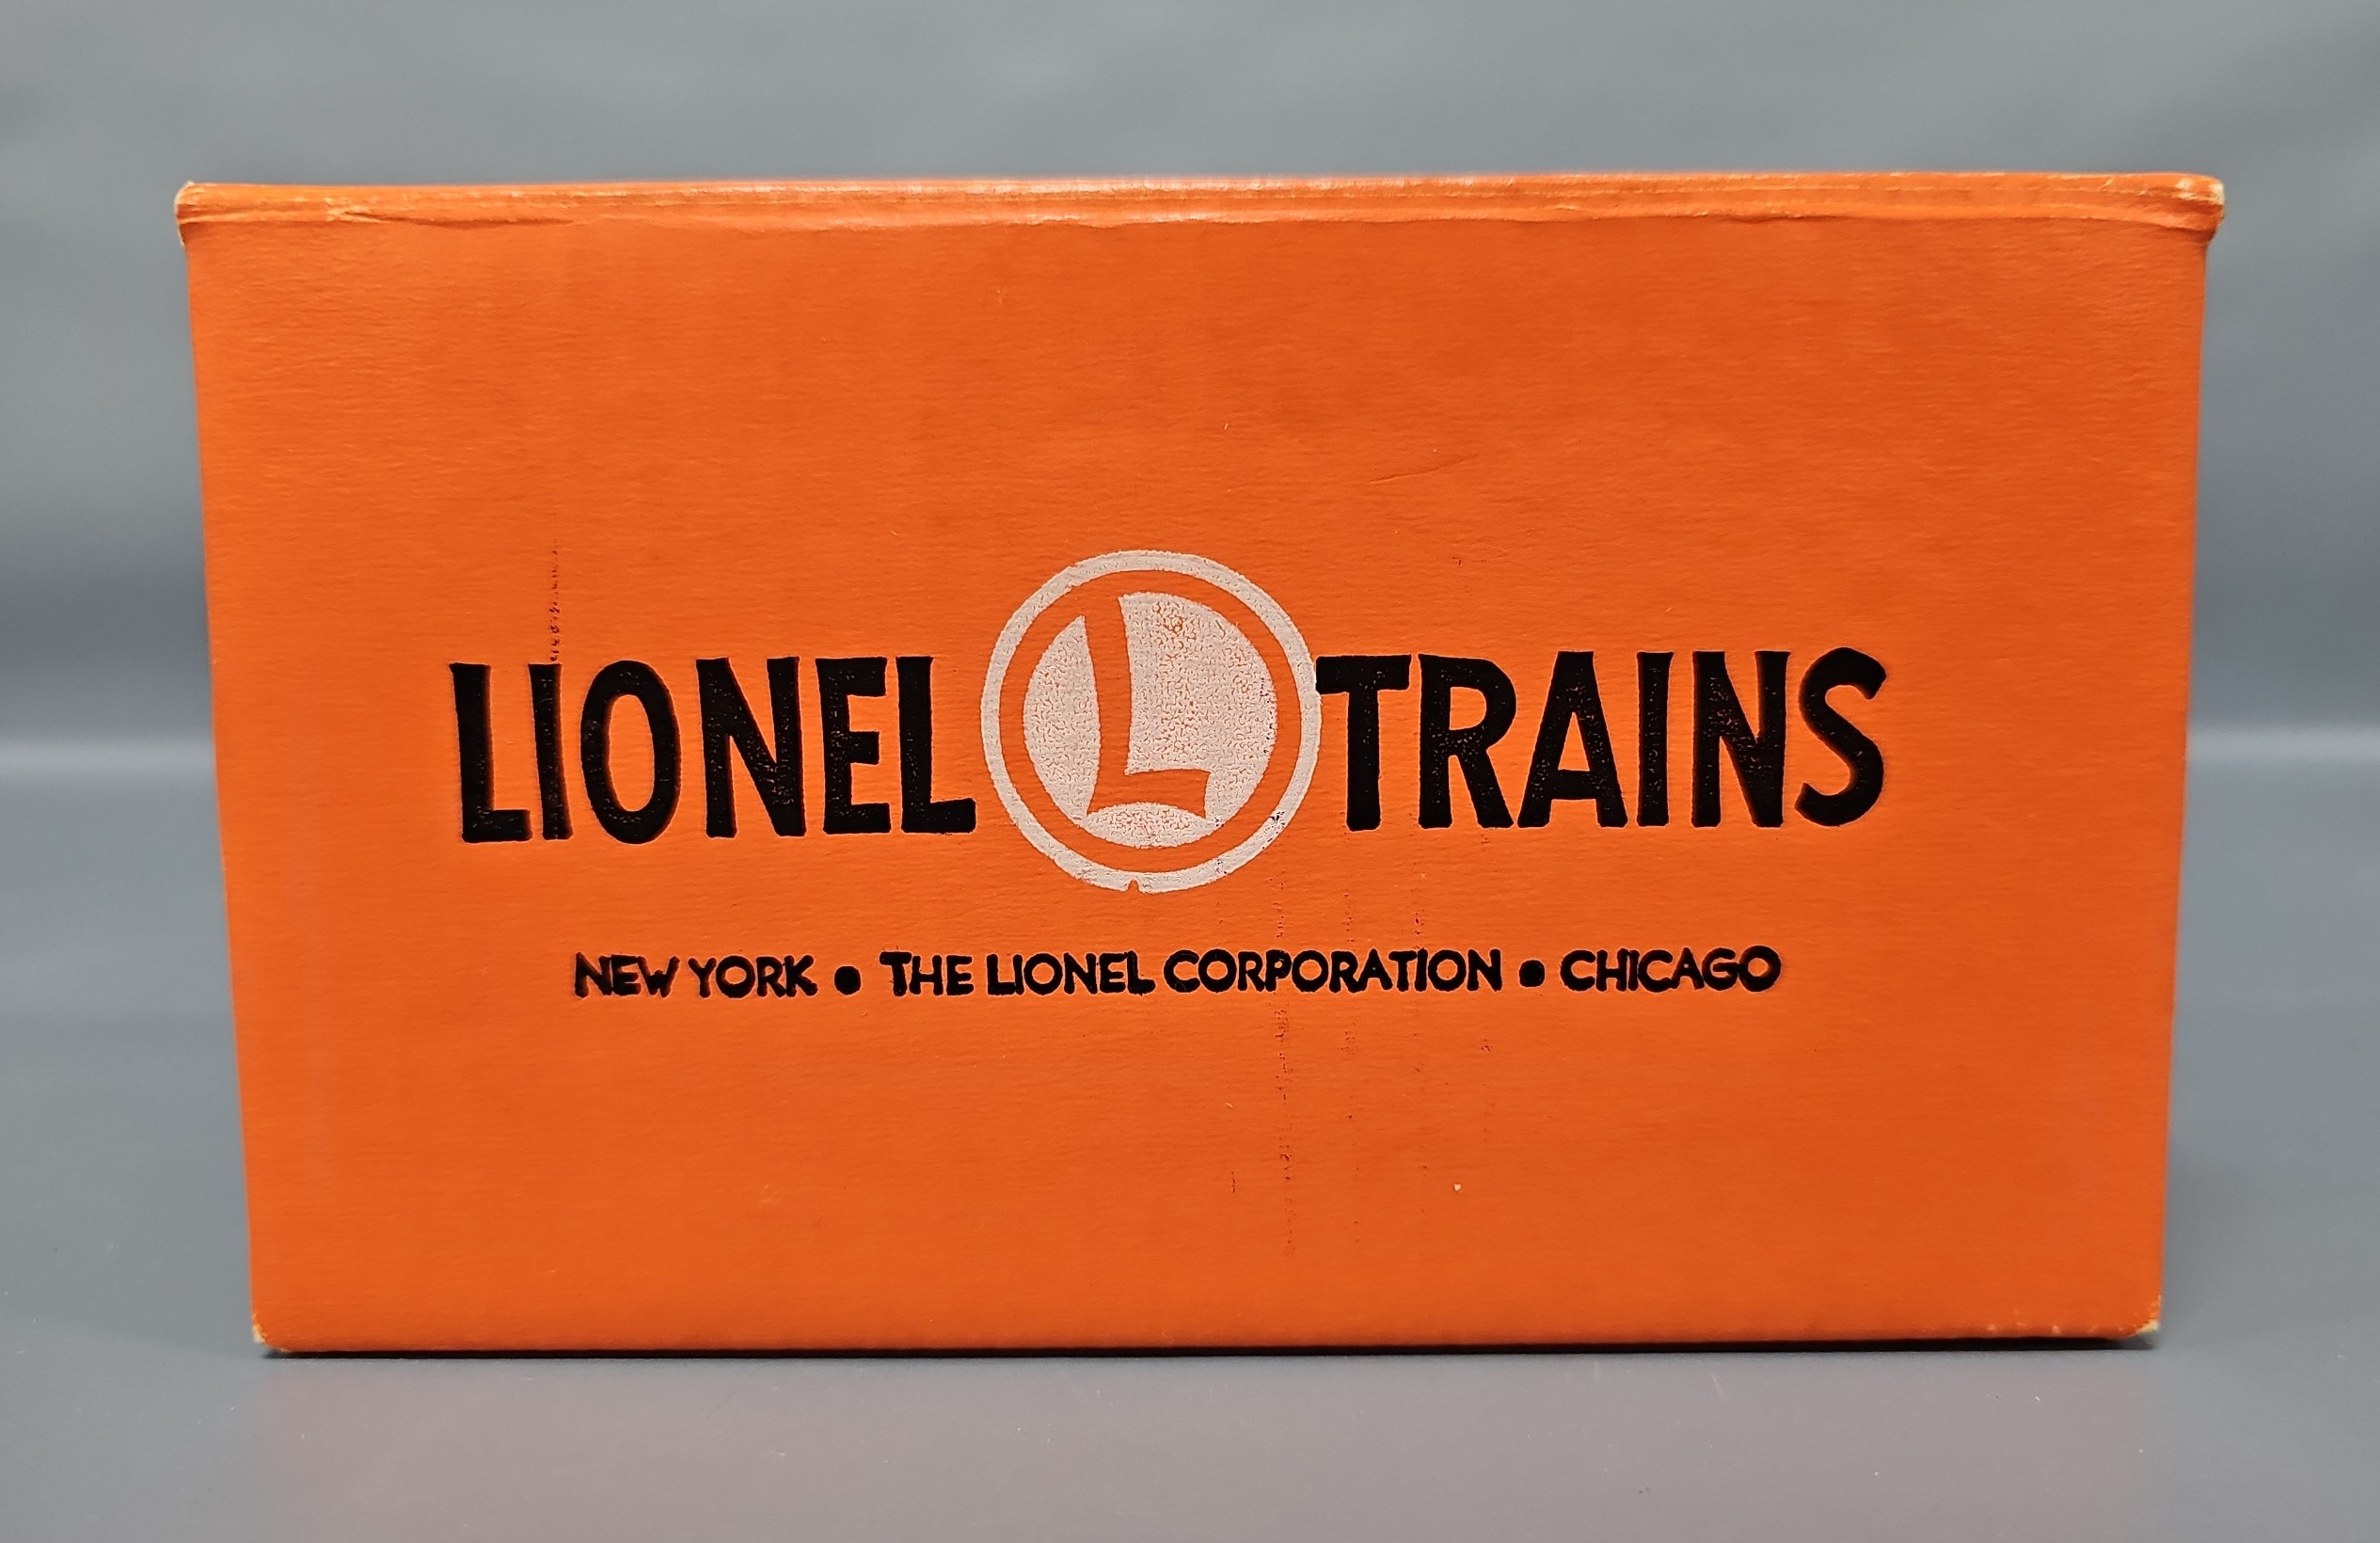 LIONEL L TRAINS
NEW YORK • THE LIONEL CORPORATION • CHICAGO